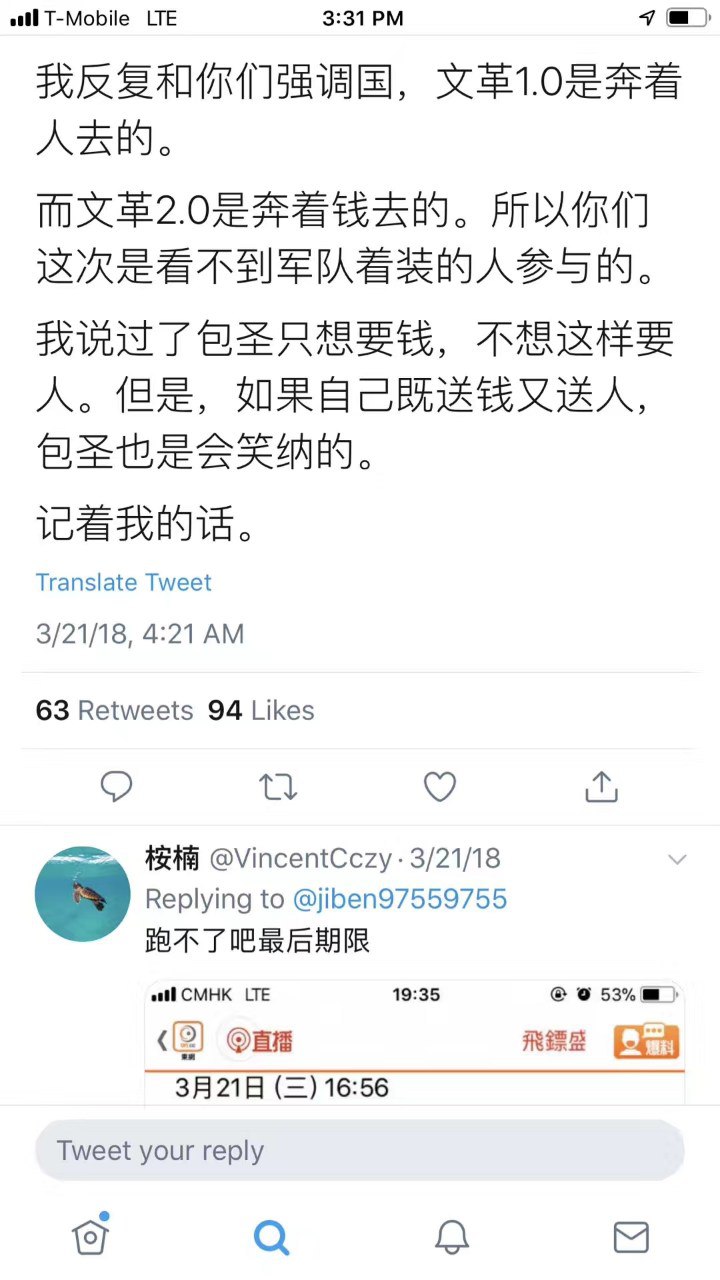 T-Mobile LTE 3:31 PM
我反复和你们强调国，文革1.0是奔着
人去的。
而文革2.0是奔着钱去的。所以你们
这次是看不到军队着装的人参与的。
我说过了包圣只想要钱，不想这样要
人。但是，如果自己既送钱又送人，
包圣也是会笑纳的。
记着我的话。
Translate Tweet
3/21/18, 4:21 AM
63 Retweets 94 Likes
桉楠 @VincentCczy · 3/21/18
Replying to @jiben97559755
跑不了吧最后期限
CMHK LTE 19:35 53%
東網 直播 飛鏢盛 爆料
3月21日 (三) 16:56
Tweet your reply